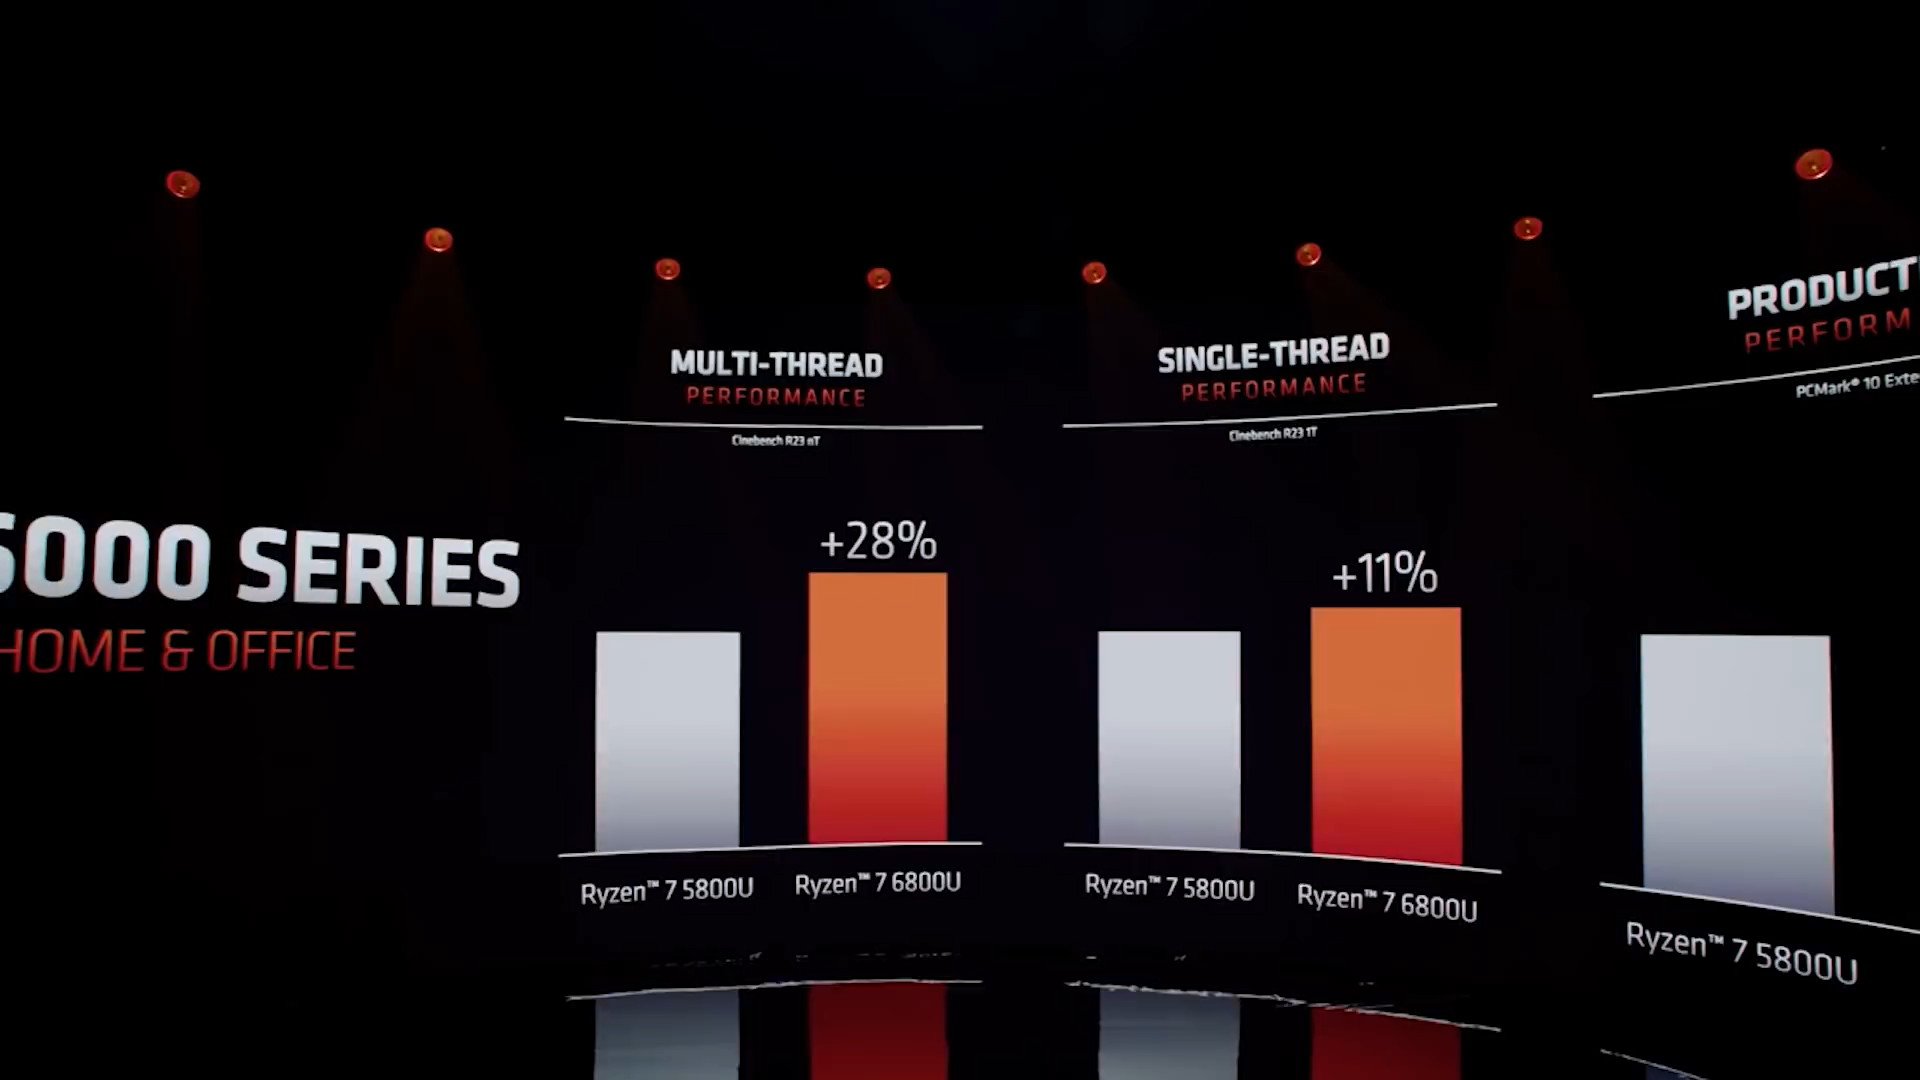 000 SERIES
HOME & OFFICE
MULTI-THREAD
PERFORMANCE
Cinebench R23 nT
+28%
Ryzen™ 7 5800U
Ryzen™ 7 6800U
SINGLE-THREAD
PERFORMANCE
Cinebench R23 1T
+11%
Ryzen™ 7 5800U
Ryzen™ 7 6800U
PRODUCT
PERFORM
PCMark® 10 Exte
Ryzen™ 7 5800U